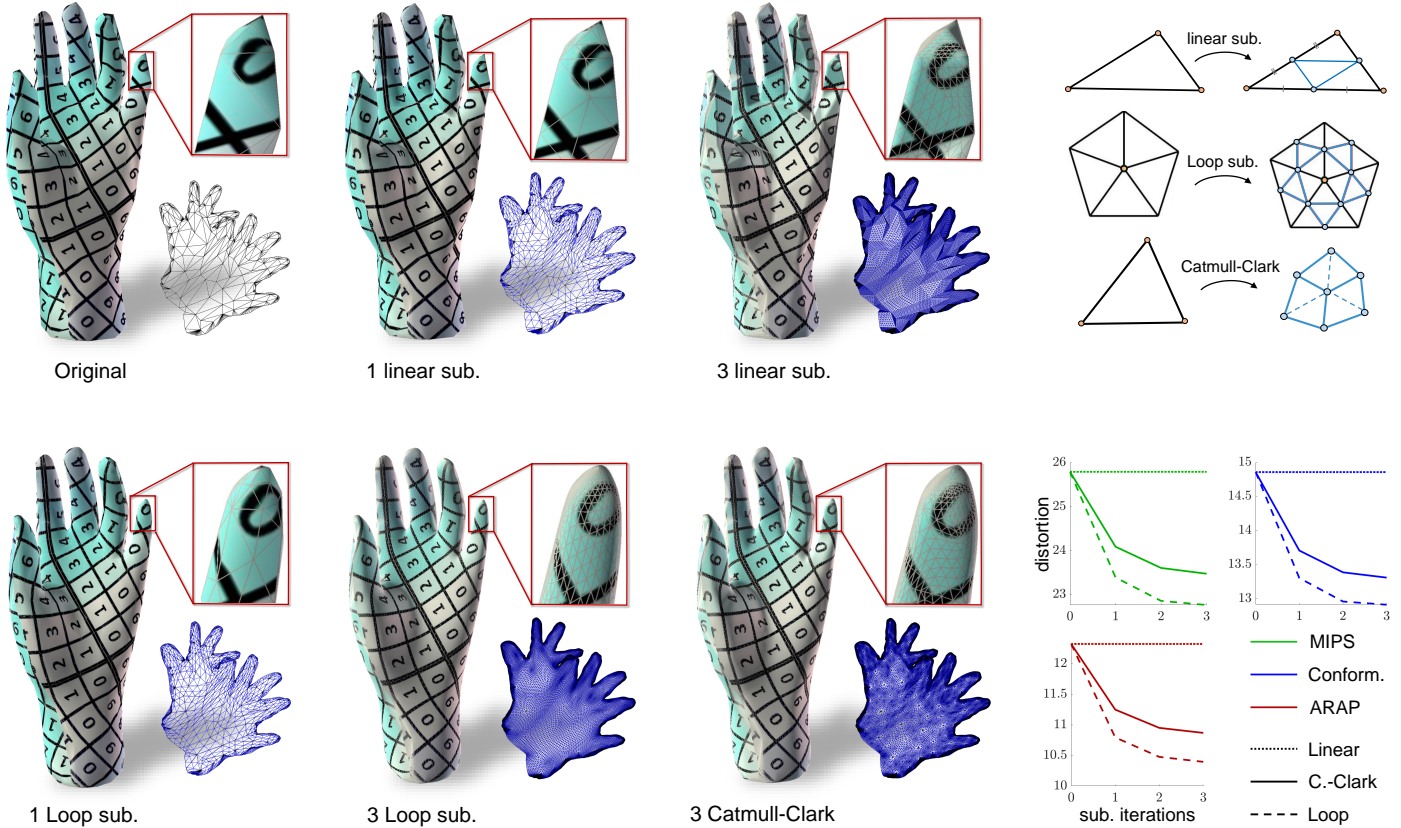 linear sub.
Loop sub.
Catmull-Clark
Original
1 linear sub.
3 linear sub.
distortion
26
25
24
23
0
1
2
3
15
14.5
14
13.5
13
0
1
2
3
12
11.5
11
10.5
10
0
1
2
3
sub. iterations
MIPS
Conform.
ARAP
Linear
C.-Clark
Loop
1 Loop sub.
3 Loop sub.
3 Catmull-Clark